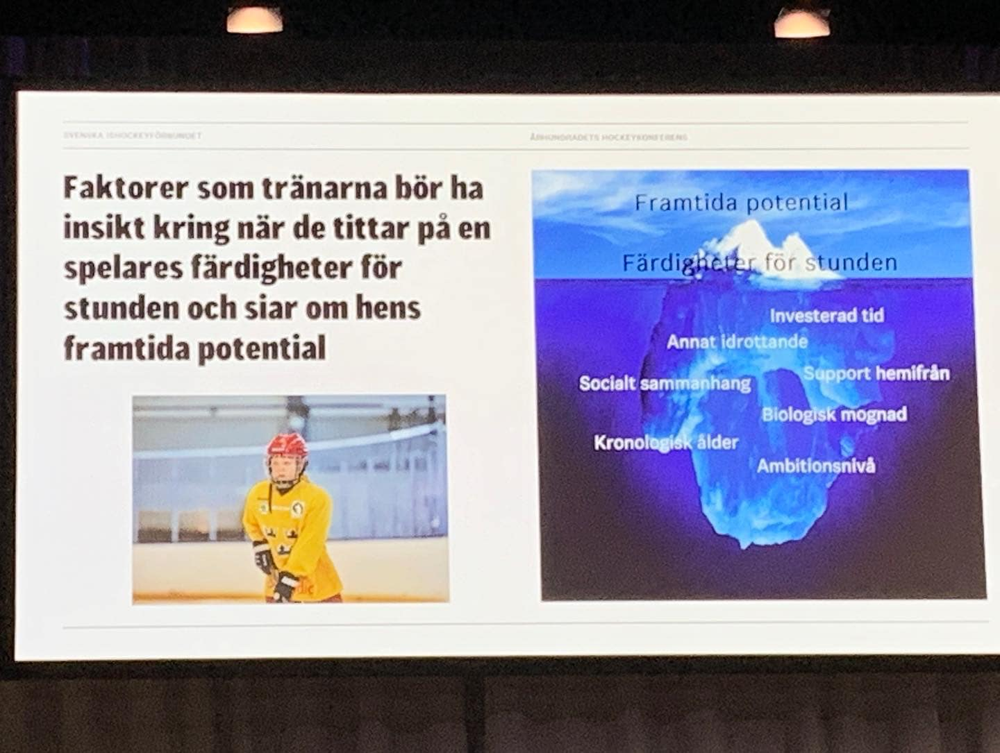 SVENSKA ISHOCKEYFÖRBUNDET
ÅRHUNDRADETS HOCKEYKONFERENS
Faktorer som tränarna bör ha
insikt kring när de tittar på en
spelares färdigheter för
stunden och siar om hens
framtida potential
Framtida potential
Färdigheter för stunden
Investerad tid
Annat idrottande
Support hemifrån
Socialt sammanhang
Biologisk mognad
Kronologisk ålder
Ambitionsnivå